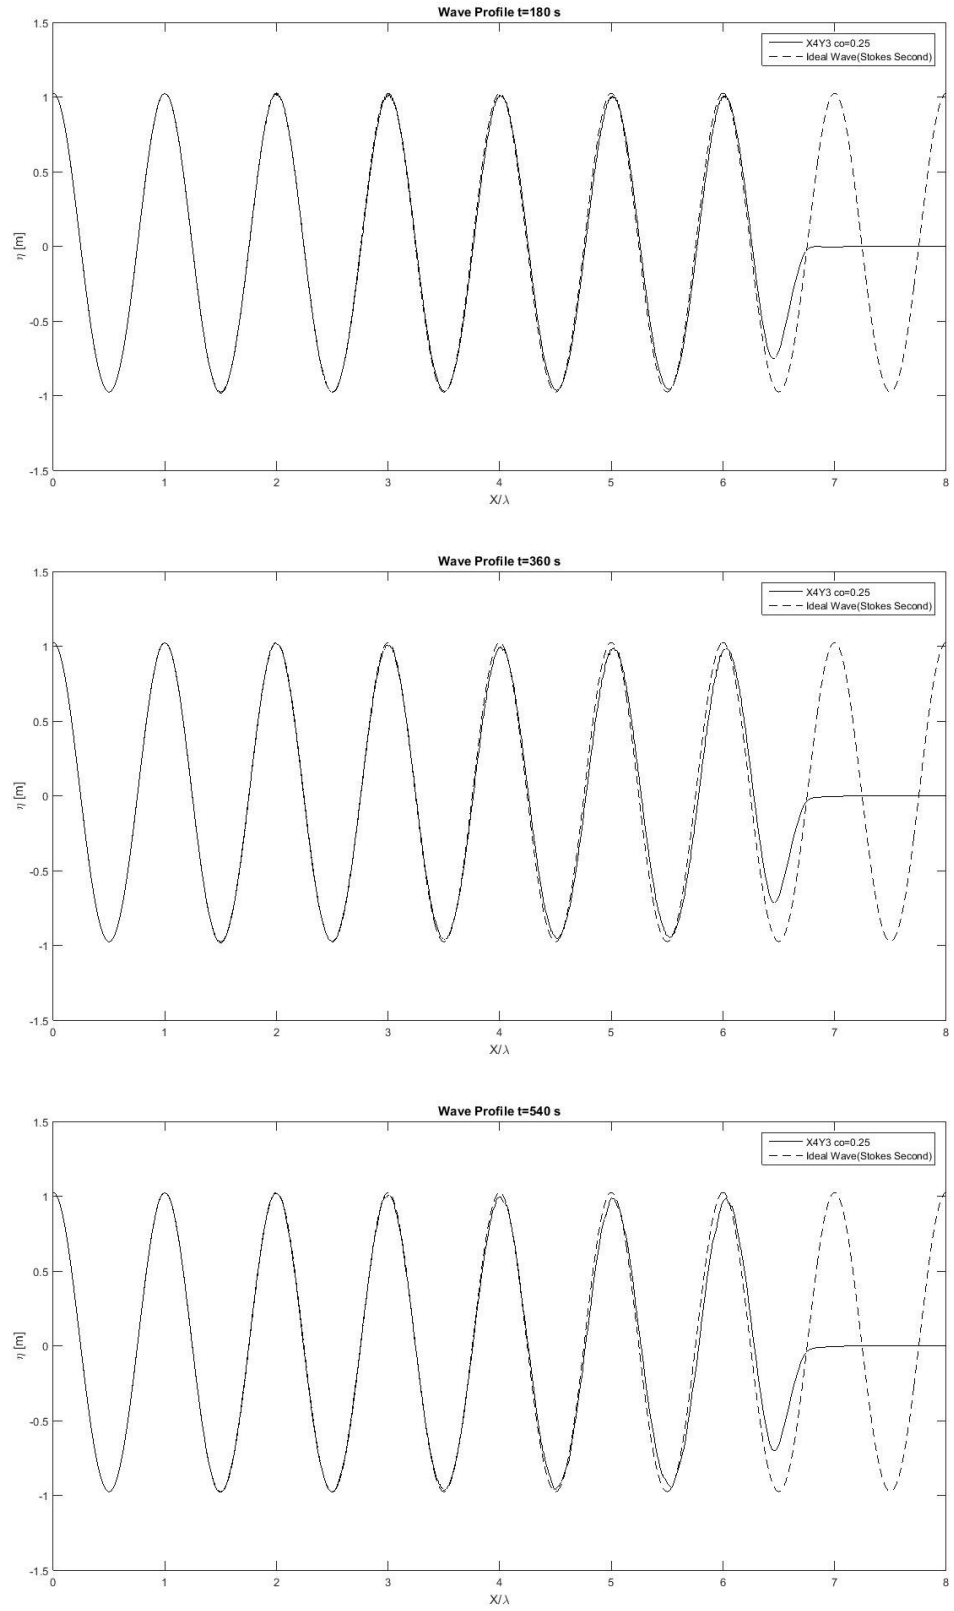 Wave Profile t=180 s
1.5
1
0.5
0
-0.5
-1
-1.5
η [m]
X4Y3 co=0.25
Ideal Wave(Stokes Second)
0 1 2 3 4 5 6 7 8
X/λ
Wave Profile t=360 s
1.5
1
0.5
0
-0.5
-1
-1.5
η [m]
X4Y3 co=0.25
Ideal Wave(Stokes Second)
0 1 2 3 4 5 6 7 8
X/λ
Wave Profile t=540 s
1.5
1
0.5
0
-0.5
-1
-1.5
η [m]
X4Y3 co=0.25
Ideal Wave(Stokes Second)
0 1 2 3 4 5 6 7 8
X/λ